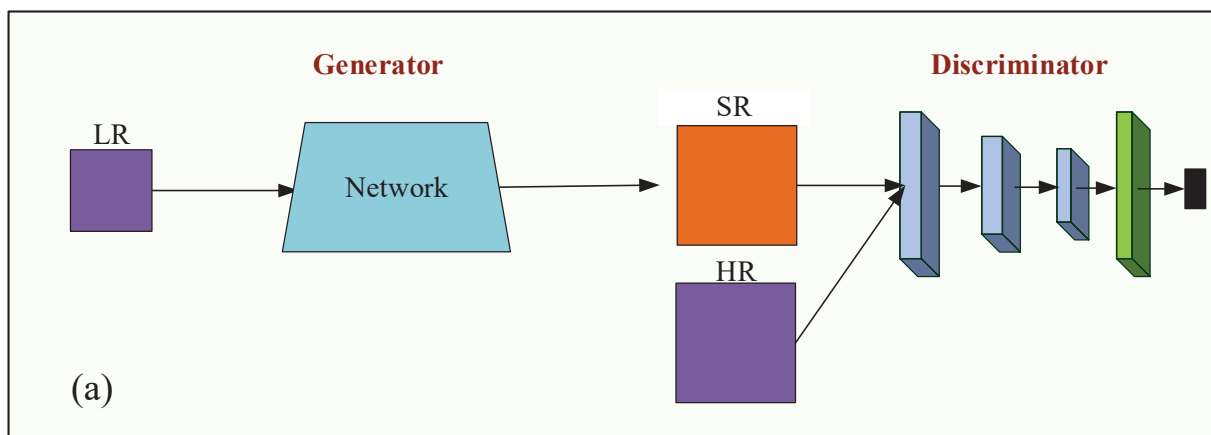 Generator
Discriminator
LR
Network
SR
HR
(a)